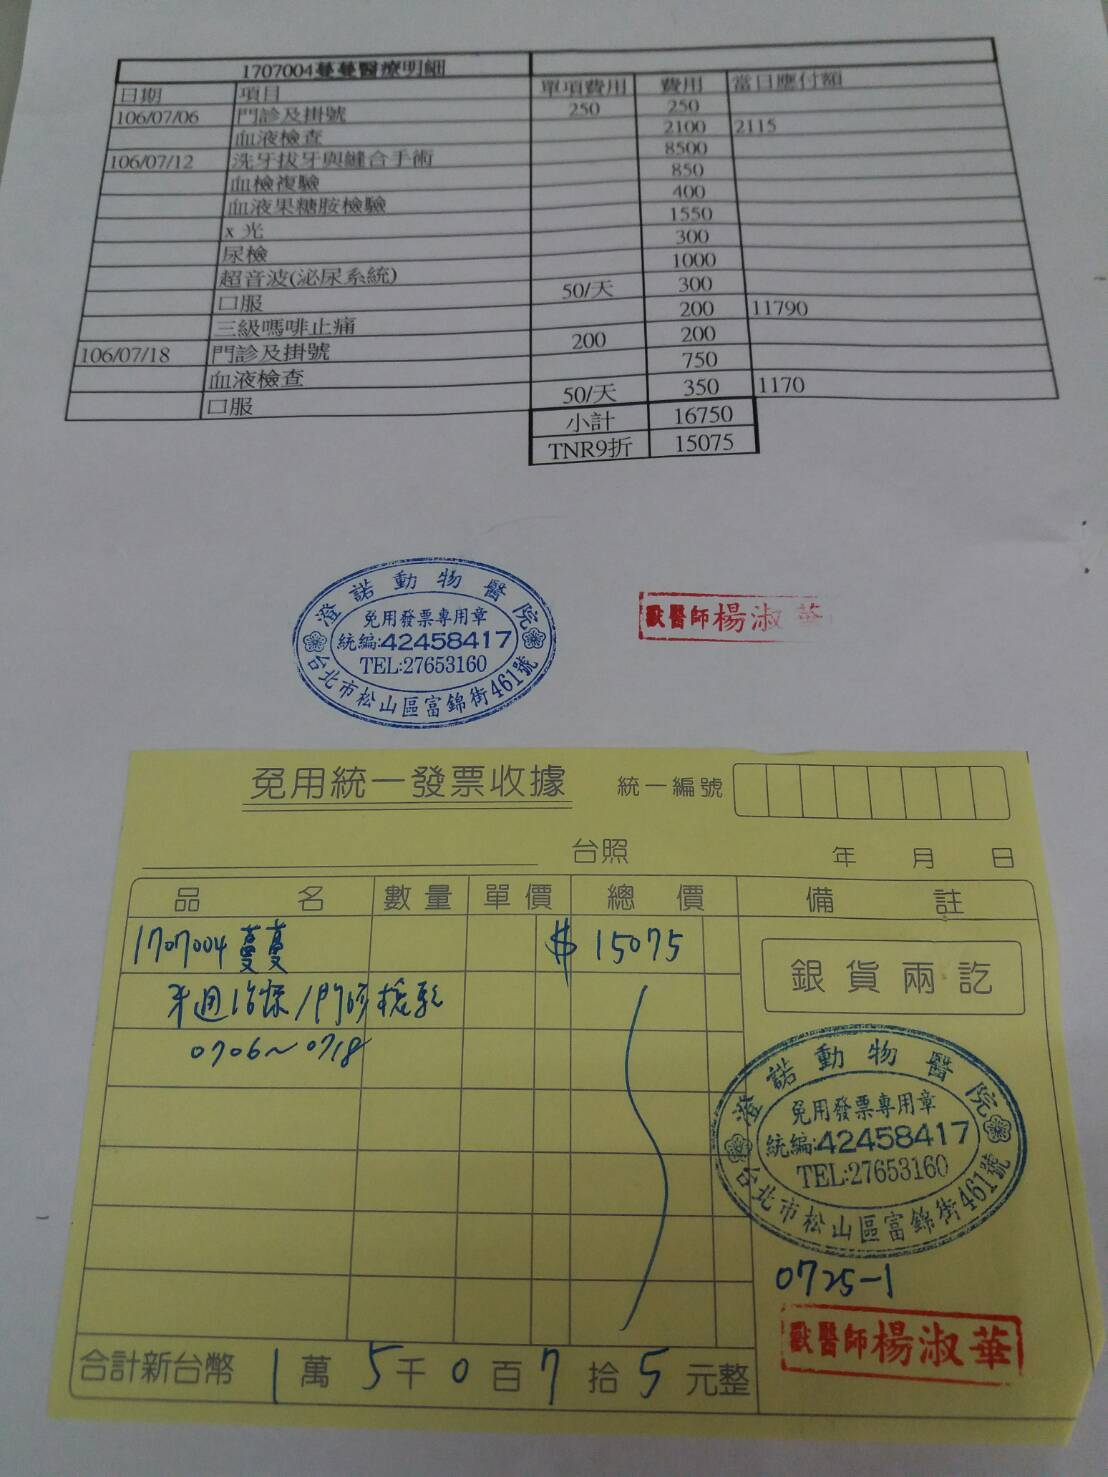 1707004蔓蔓醫療明細
日期 項目 單項費用 費用 當日應付額
106/07/06 門診及掛號 250 250
血液檢查 2100 2115
106/07/12 洗牙拔牙與縫合手術 8500
血檢複驗 850
血液果糖胺檢驗 400
x 光 1550
尿檢 300
超音波(泌尿系統) 1000
口服 50/天 300
三級嗎啡止痛 200 11790
106/07/18 門診及掛號 200 200
血液檢查 750
口服 50/天 350 1170
小計 16750
TNR9折 15075
澄諾動物醫院
免用發票專用章
統編:42458417
TEL:27653160
台北市松山區富錦街461號
獸醫師楊淑華
免用統一發票收據 統一編號
台照 年 月 日
品名 數量 單價 總價 備註
1707004 蔓蔓 $ 15075
銀貨兩訖
牙週治療/門診
0706~0718
澄諾動物醫院
免用發票專用章
統編:42458417
TEL:27653160
台北市松山區富錦街461號
0725-1
獸醫師楊淑華
合計新台幣 1 萬 5 千 0 百 7 拾 5 元整